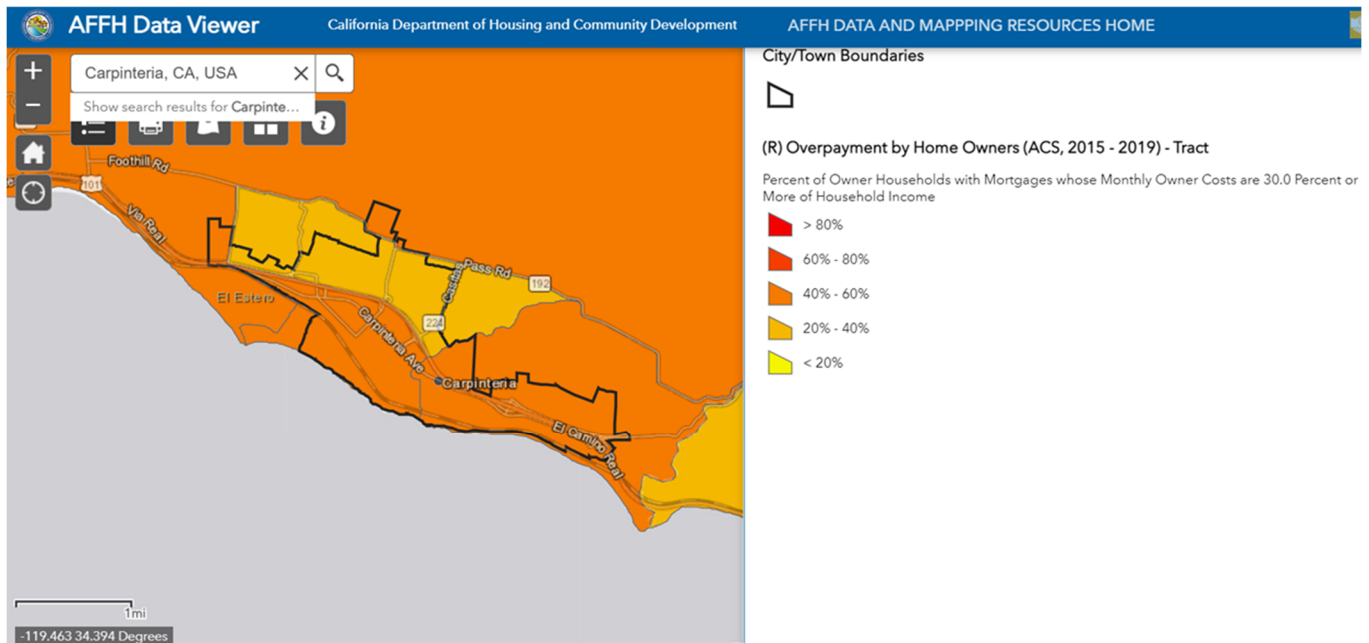 AFFH Data Viewer
California Department of Housing and Community Development
AFFH DATA AND MAPPPING RESOURCES HOME
+
Carpinteria, CA, USA
−
Show search results for Carpinte...
i
Foothill Rd
101
Via Real
El Estero
Casitas Pass Rd
192
224
Carpinteria Ave
Carpinteria
El Camino Real
1mi
-119.463 34.394 Degrees
City/Town Boundaries
(R) Overpayment by Home Owners (ACS, 2015 - 2019) - Tract
Percent of Owner Households with Mortgages whose Monthly Owner Costs are 30.0 Percent or
More of Household Income
> 80%
60% - 80%
40% - 60%
20% - 40%
< 20%